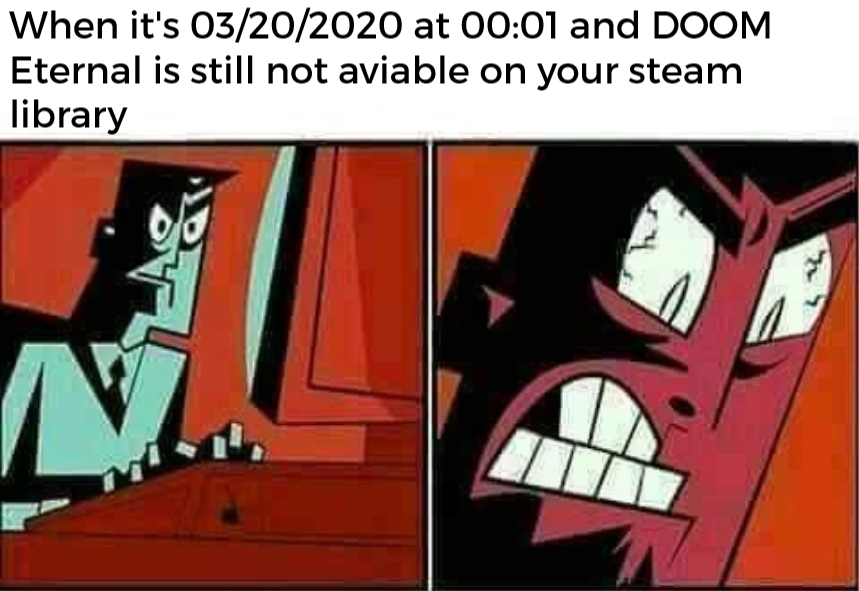 When it's 03/20/2020 at 00:01 and DOOM
Eternal is still not aviable on your steam
library